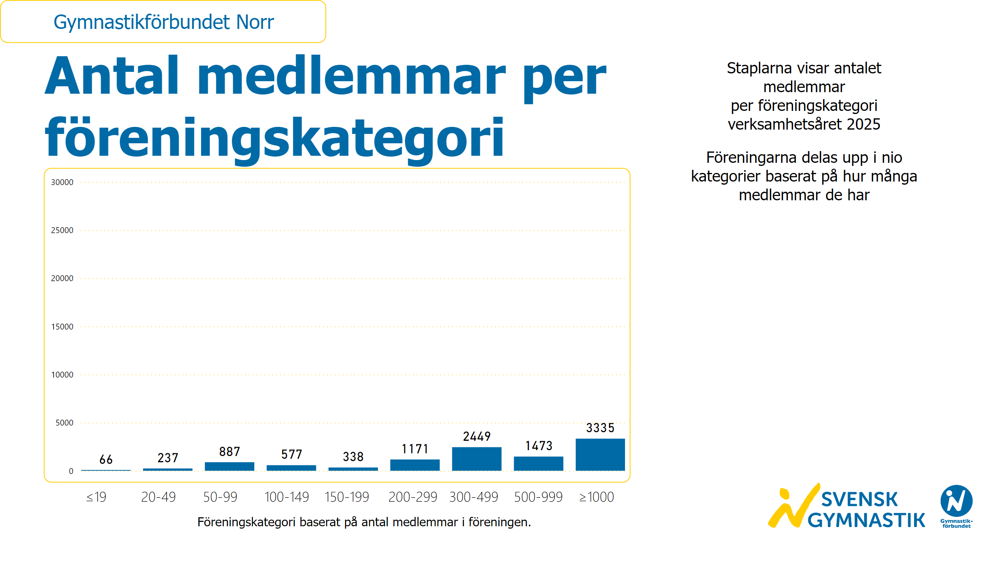 Gymnastikförbundet Norr
Antal medlemmar per
föreningskategori
Staplarna visar antalet
medlemmar
per föreningskategori
verksamhetsåret 2025
Föreningarna delas upp i nio
kategorier baserat på hur många
medlemmar de har
30000
25000
20000
15000
10000
5000
0
66
237
887
577
338
1171
2449
1473
3335
≤19 20-49 50-99 100-149 150-199 200-299 300-499 500-999 ≥1000
Föreningskategori baserat på antal medlemmar i föreningen.
SVENSK
GYMNASTIK
Gymnastik-
förbundet